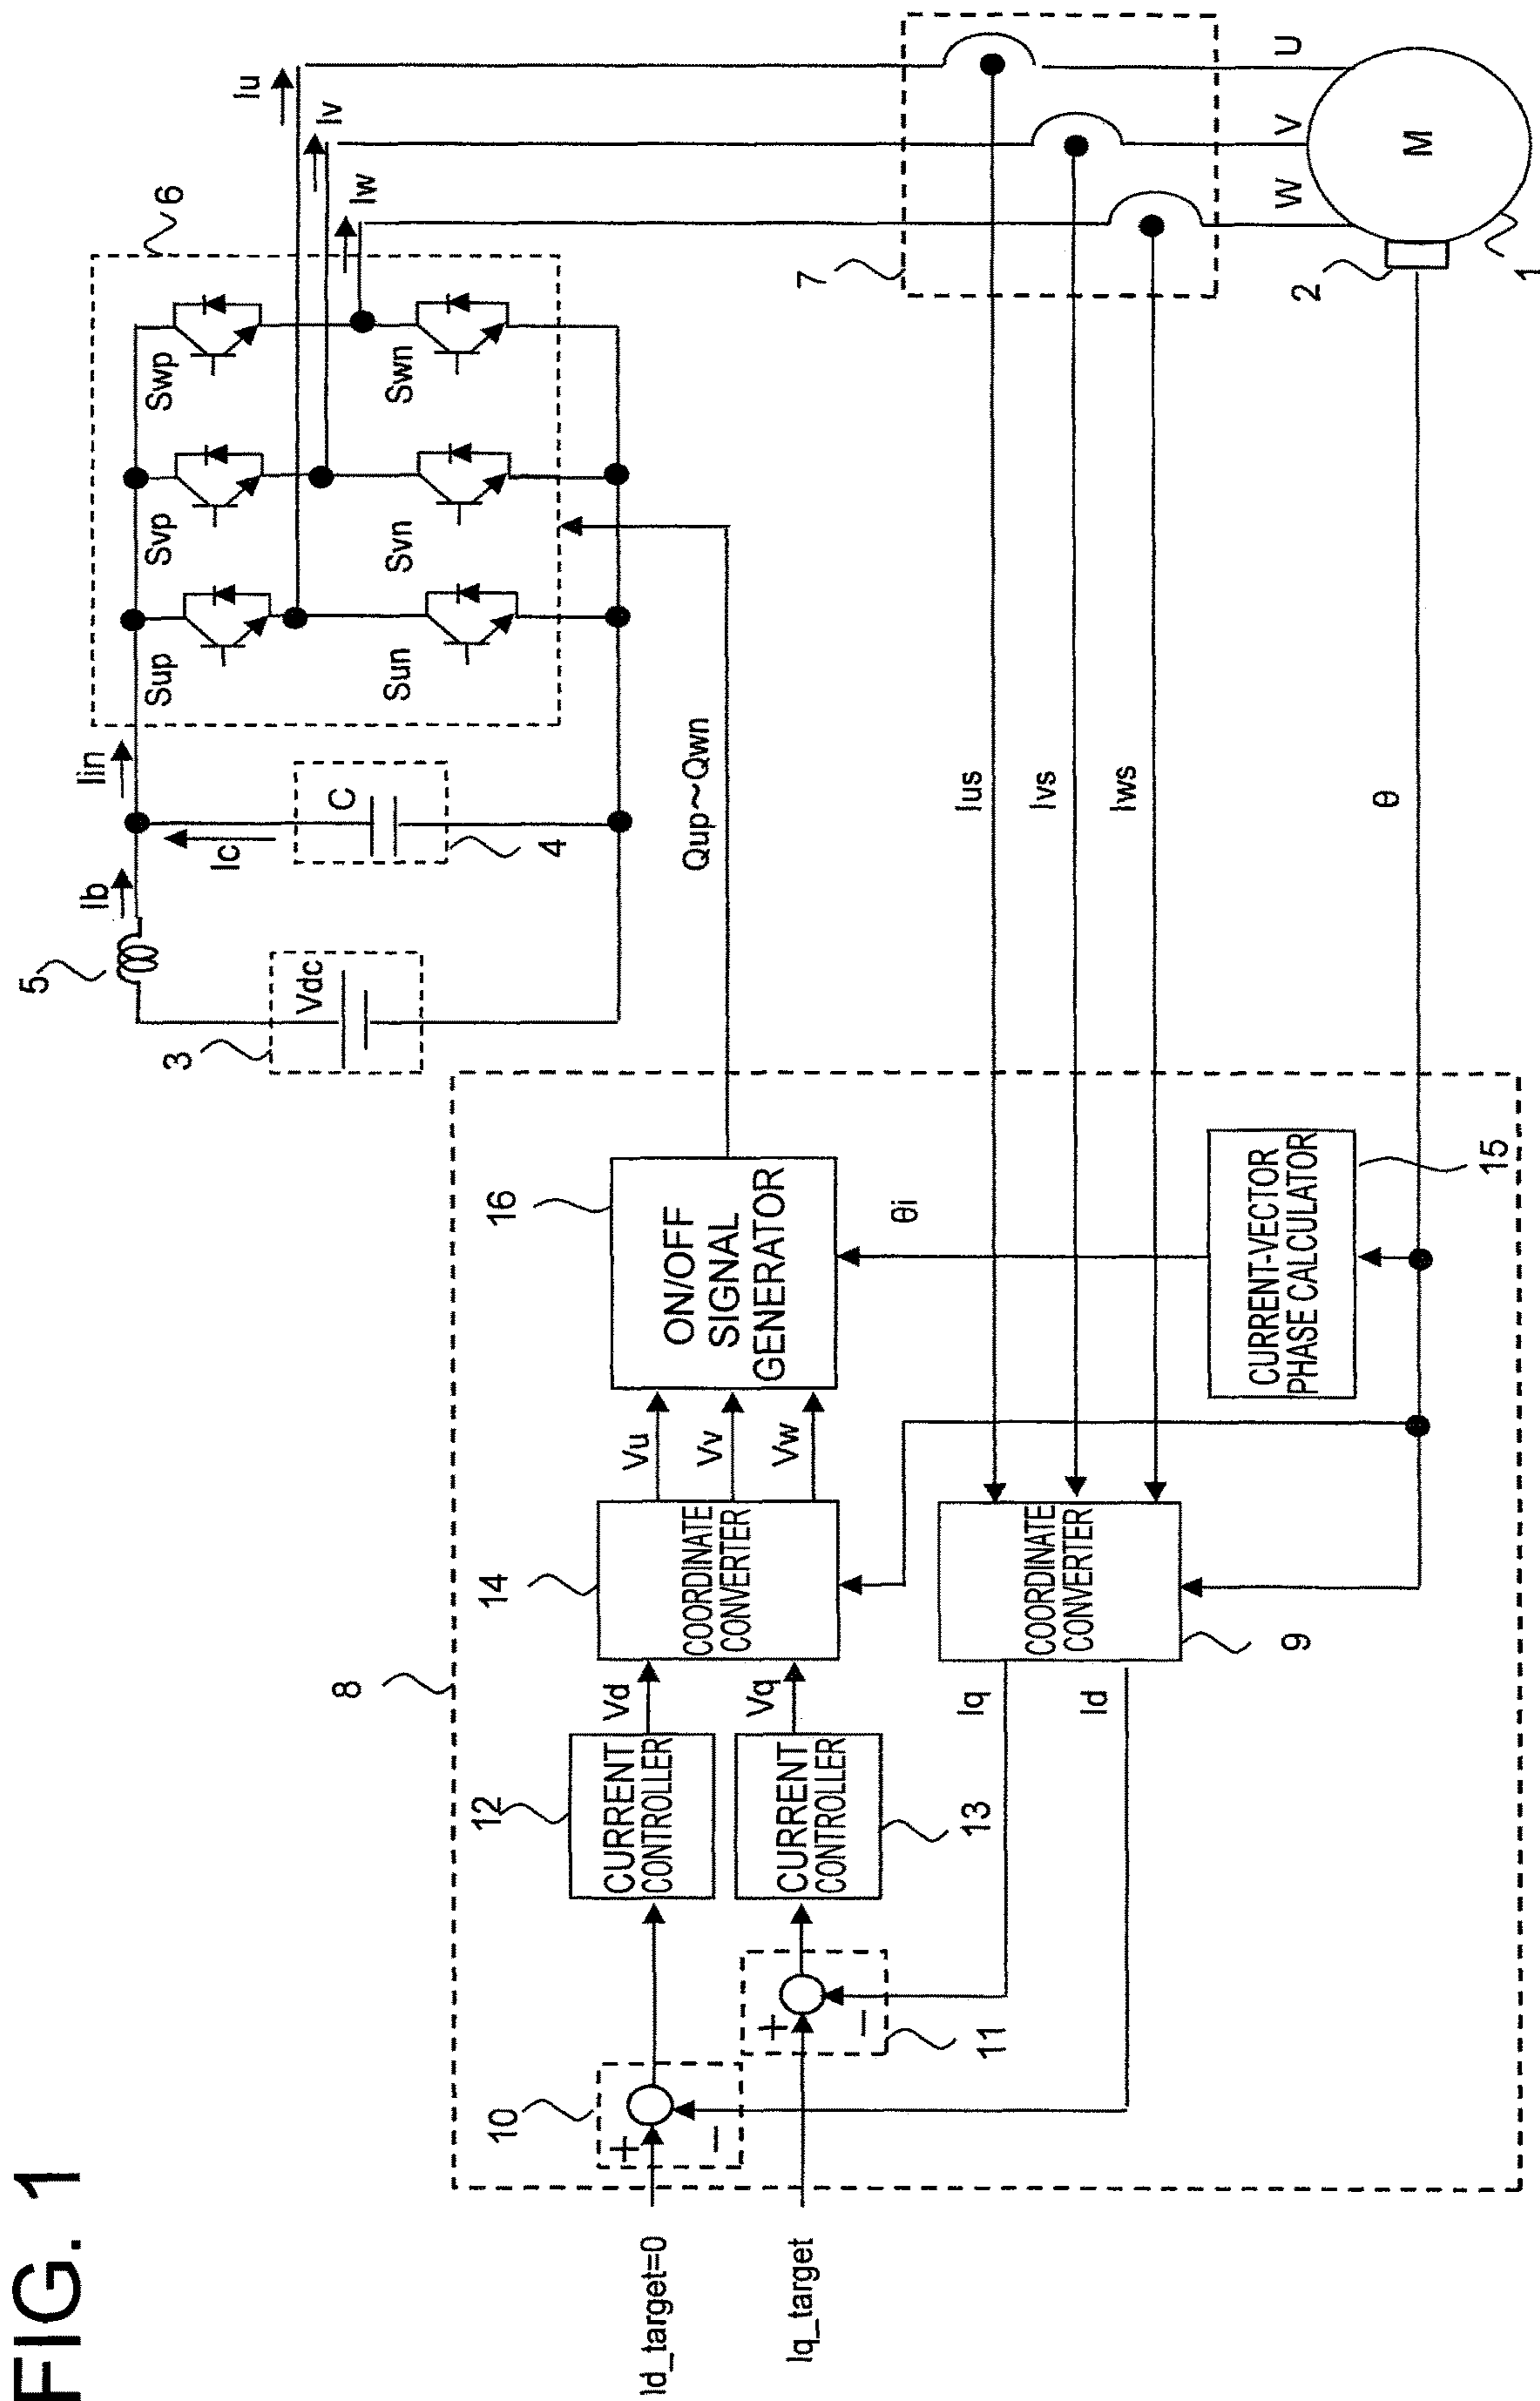 FIG. 1
Id_target=0
Iq_target
10
+
−
11
+
−
8
12
CURRENT
CONTROLLER
13
CURRENT
CONTROLLER
Vd
Vq
Iq
Id
14
COORDINATE
CONVERTER
9
COORDINATE
CONVERTER
Vu
Vv
Vw
16
ON/OFF
SIGNAL
GENERATOR
θi
15
CURRENT-VECTOR
PHASE CALCULATOR
3
Vdc
5
Ib
Ic
C
4
Iin
Qup~Qwn
Ius
Ivs
Iws
θ
6
Sup
Svp
Swp
Sun
Svn
Swn
Iu
Iv
Iw
7
U
V
W
M
2
1